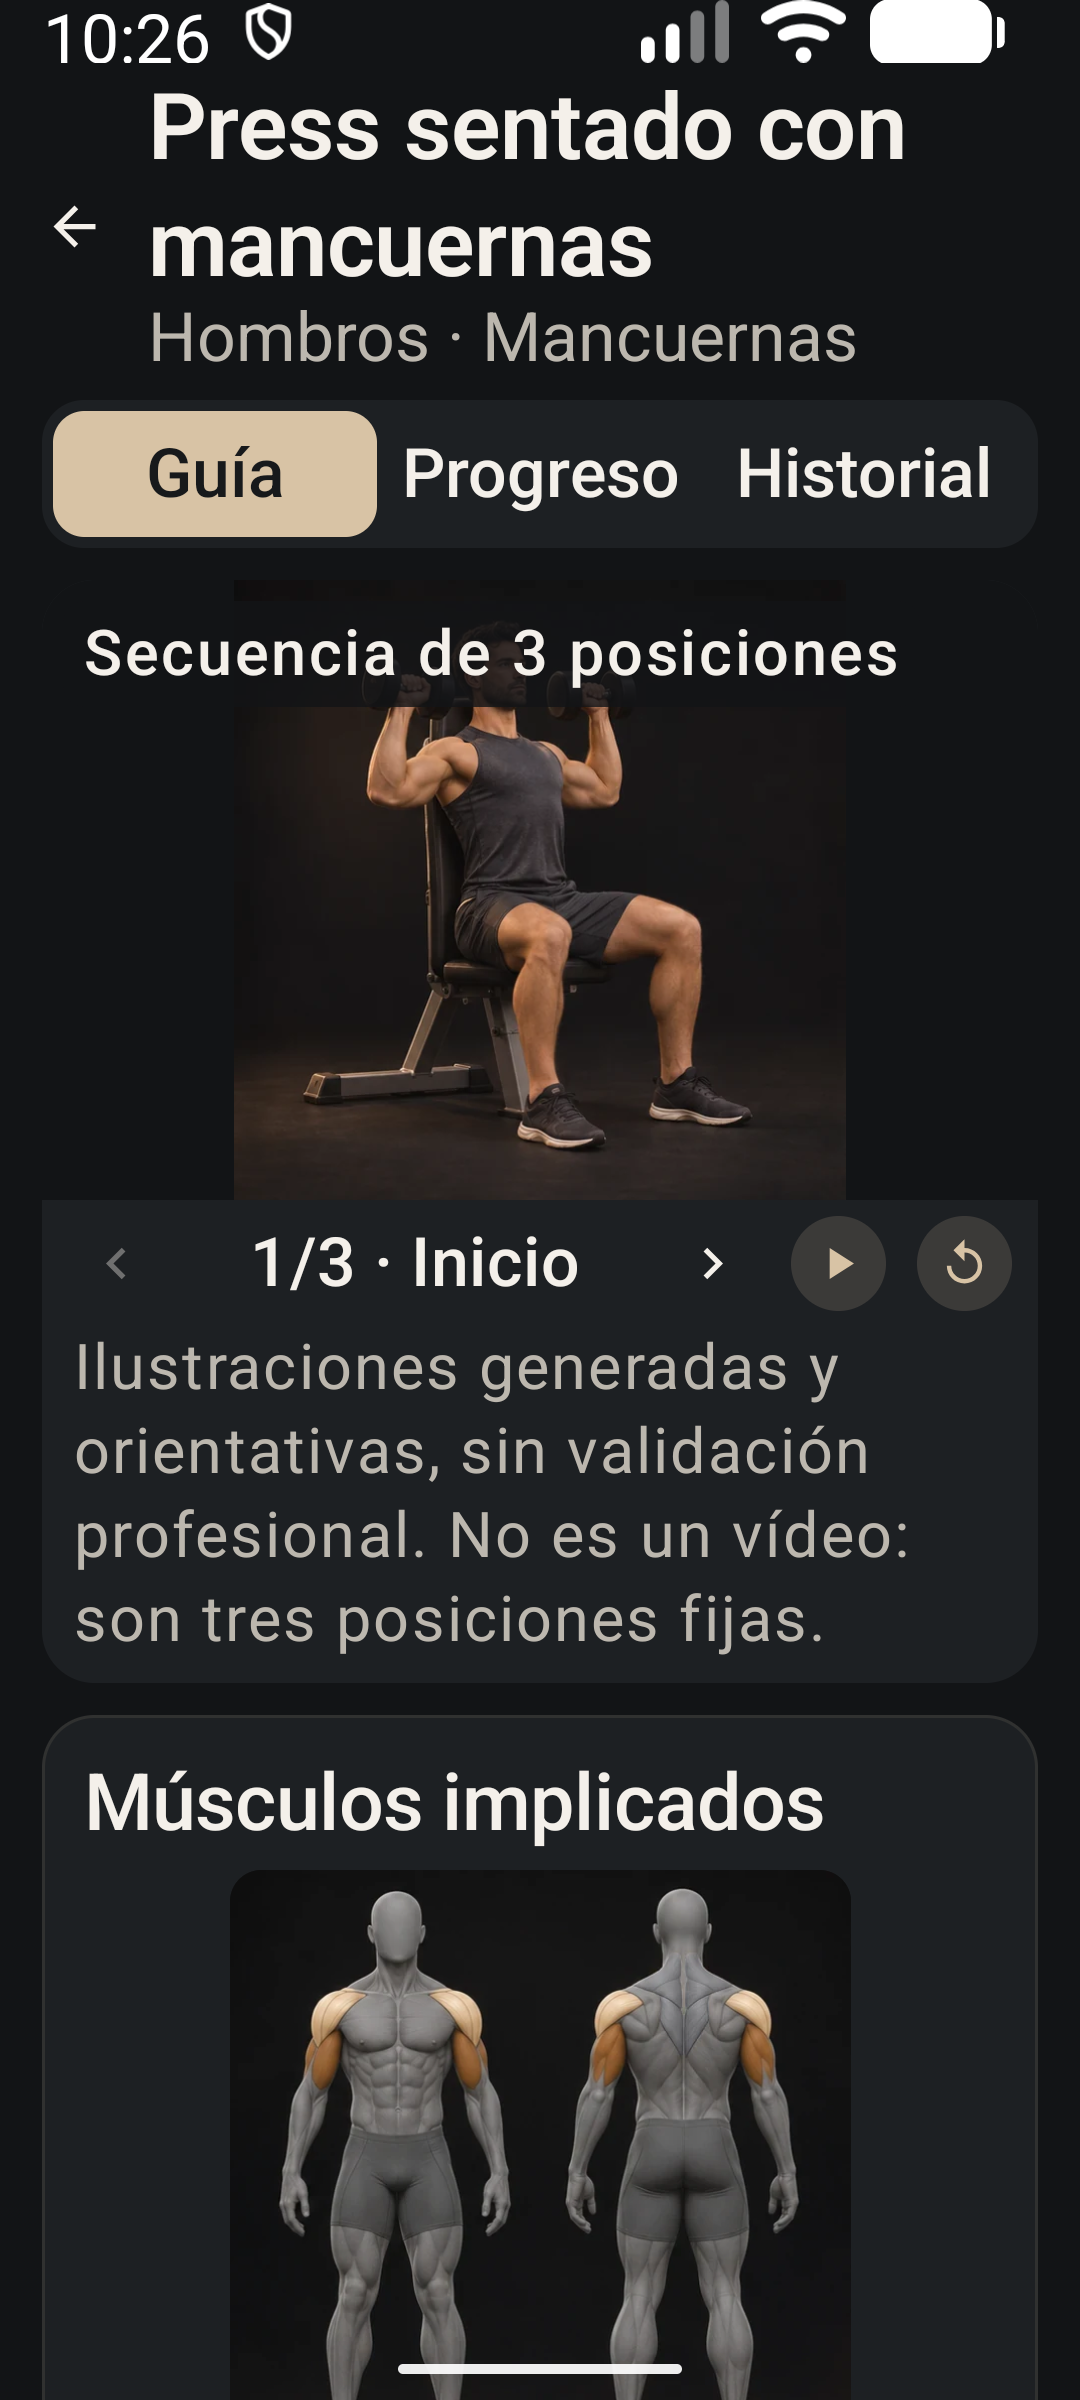 10:26
Press sentado con
mancuernas
Hombros · Mancuernas
Guía
Progreso
Historial
Secuencia de 3 posiciones
1/3 · Inicio
Ilustraciones generadas y
orientativas, sin validación
profesional. No es un vídeo:
son tres posiciones fijas.
Músculos implicados